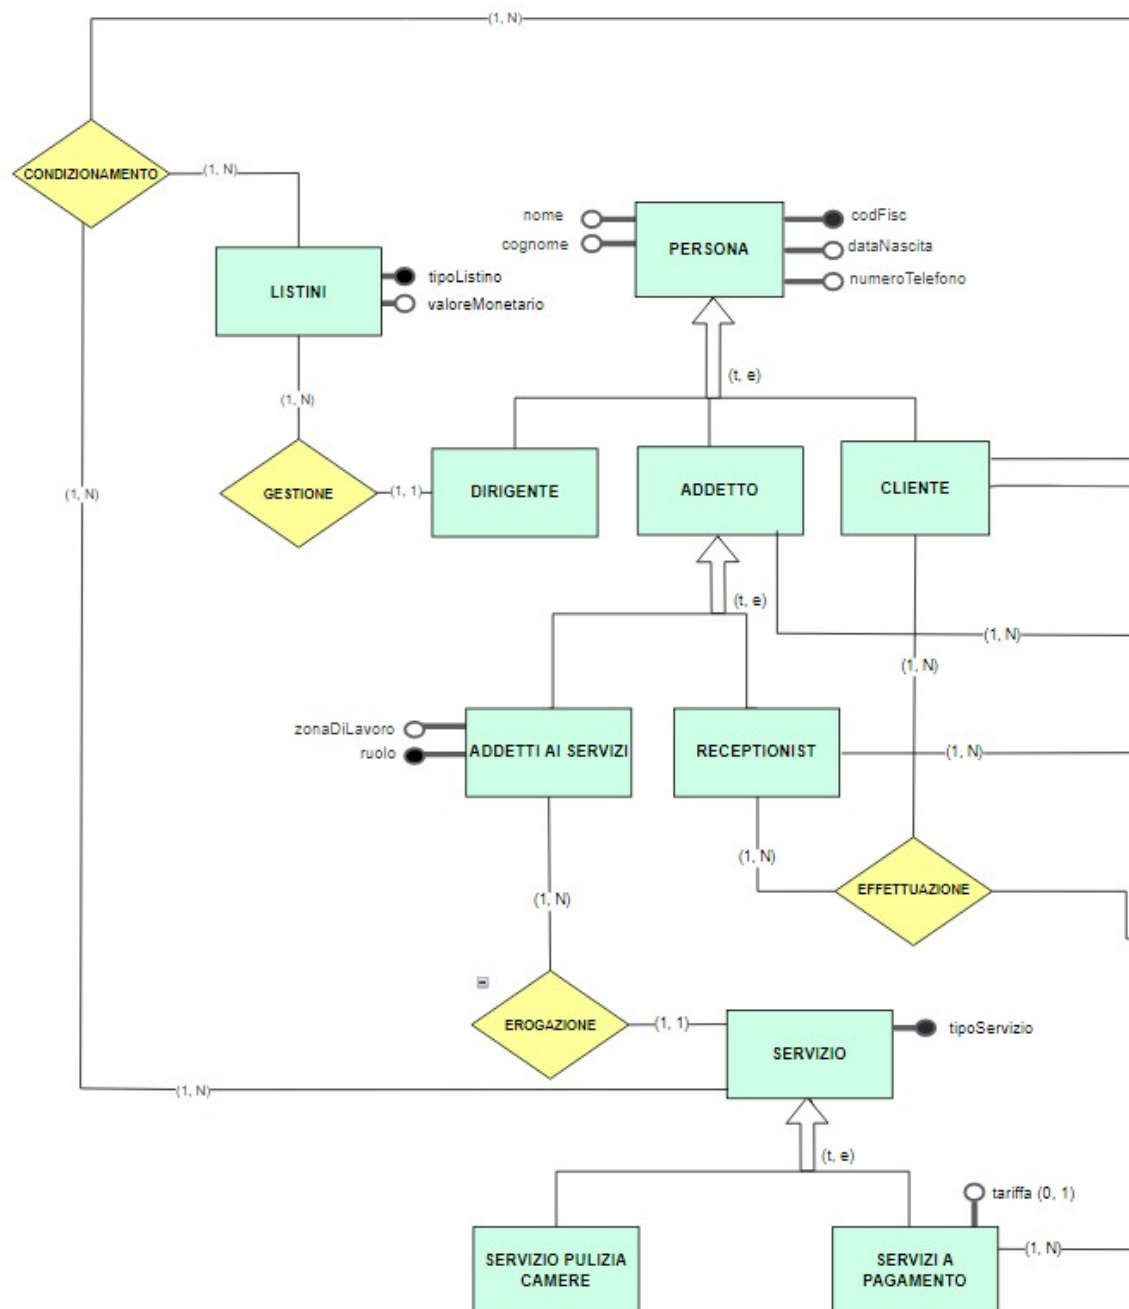 (1, N)
CONDIZIONAMENTO
(1, N)
nome
cognome
PERSONA
codFisc
dataNascita
numeroTelefono
LISTINI
tipoListino
valoreMonetario
(t, e)
(1, N)
(1, N)
GESTIONE
(1, 1)
DIRIGENTE
ADDETTO
CLIENTE
(t, e)
(1, N)
(1, N)
zonaDiLavoro
ruolo
ADDETTI AI SERVIZI
RECEPTIONIST
(1, N)
(1, N)
(1, N)
EFFETTUAZIONE
EROGAZIONE
(1, 1)
SERVIZIO
tipoServizio
(1, N)
(t, e)
tariffa (0, 1)
SERVIZIO PULIZIA
CAMERE
SERVIZI A
PAGAMENTO
(1, N)